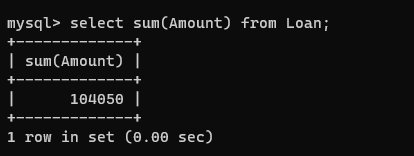 mysql> select sum(Amount) from Loan;
+-------------+
| sum(Amount) |
+-------------+
|      104050 |
+-------------+
1 row in set (0.00 sec)